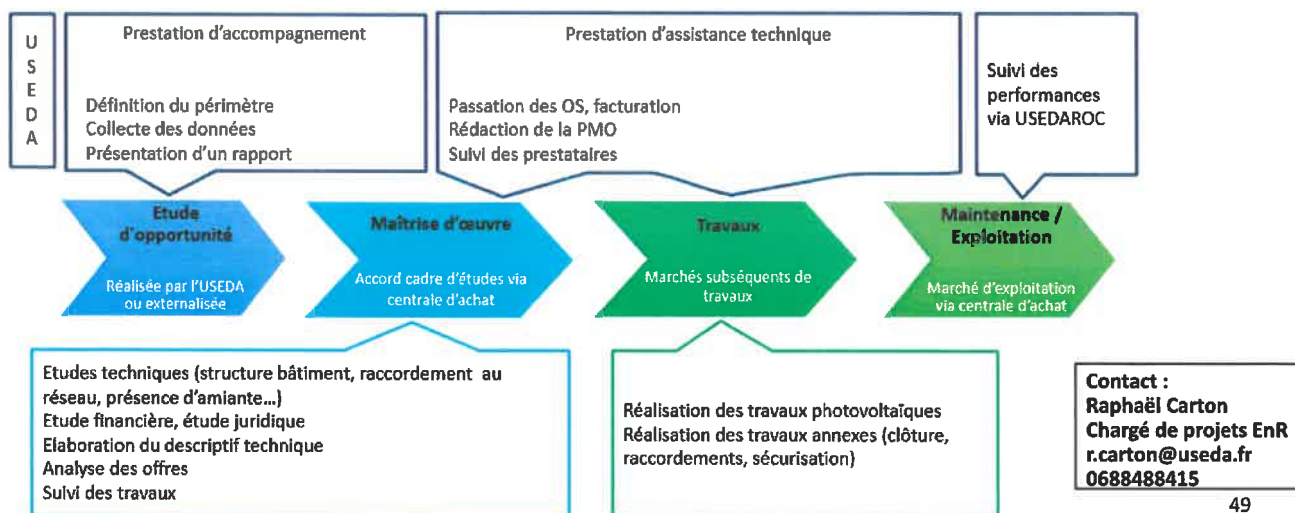 U
S
E
D
A
Prestation d'accompagnement
Définition du périmètre
Collecte des données
Présentation d'un rapport
Prestation d'assistance technique
Passation des OS, facturation
Rédaction de la PMO
Suivi des prestataires
Suivi des
performances
via USEDAROC
Etude
d'opportunité
Réalisée par l'USEDA
ou externalisée
Maîtrise d'œuvre
Accord cadre d'études via
centrale d'achat
Travaux
Marchés subséquents de
travaux
Maintenance /
Exploitation
Marché d'exploitation
via centrale d'achat
Etudes techniques (structure bâtiment, raccordement au
réseau, présence d'amiante...)
Etude financière, étude juridique
Elaboration du descriptif technique
Analyse des offres
Suivi des travaux
Réalisation des travaux photovoltaïques
Réalisation des travaux annexes (clôture,
raccordements, sécurisation)
Contact :
Raphaël Carton
Chargé de projets EnR
r.carton@useda.fr
0688488415
49